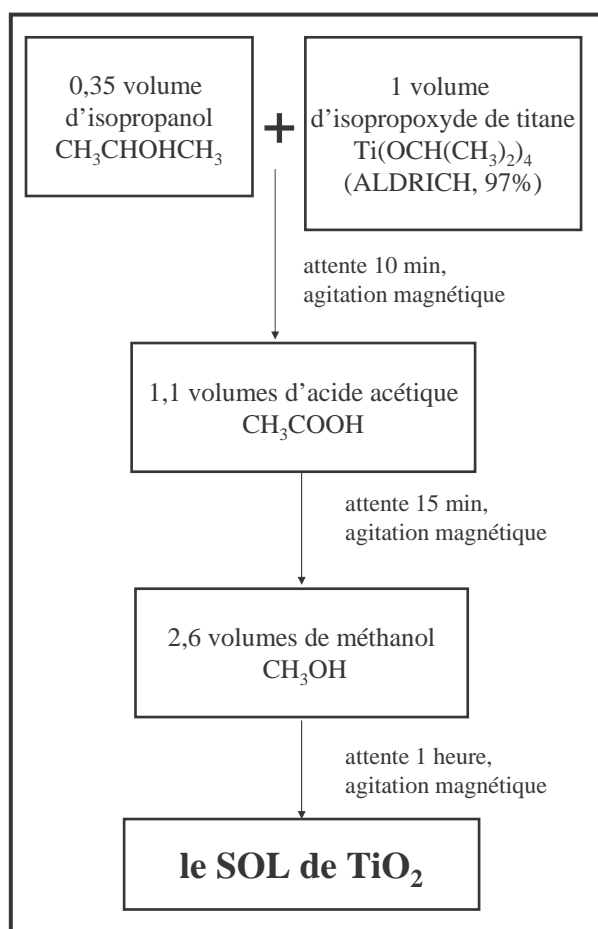 0,35 volume
d’isopropanol
CH₃CHOHCH₃
+
1 volume
d’isopropoxyde de titane
Ti(OCH(CH₃)₂)₄
(ALDRICH, 97%)
attente 10 min,
agitation magnétique
1,1 volumes d’acide acétique
CH₃COOH
attente 15 min,
agitation magnétique
2,6 volumes de méthanol
CH₃OH
attente 1 heure,
agitation magnétique
le SOL de TiO₂